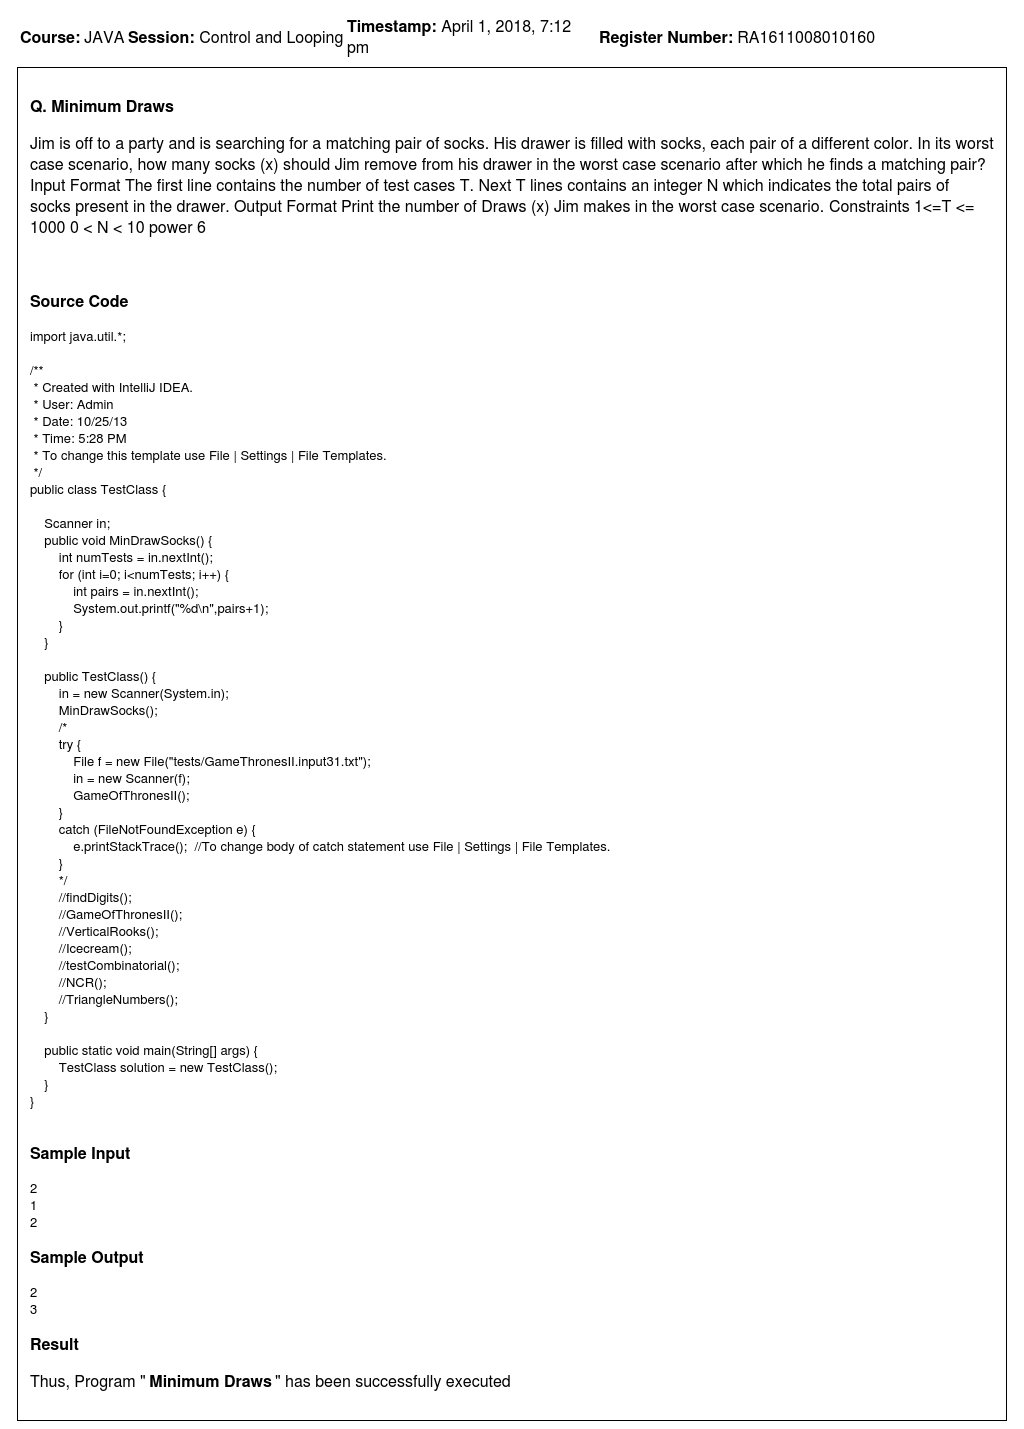 Course: JAVA Session: Control and Looping Timestamp: April 1, 2018, 7:12 pm Register Number: RA1611008010160
Q. Minimum Draws
Jim is off to a party and is searching for a matching pair of socks. His drawer is filled with socks, each pair of a different color. In its worst
case scenario, how many socks (x) should Jim remove from his drawer in the worst case scenario after which he finds a matching pair?
Input Format The first line contains the number of test cases T. Next T lines contains an integer N which indicates the total pairs of
socks present in the drawer. Output Format Print the number of Draws (x) Jim makes in the worst case scenario. Constraints 1<=T <=
1000 0 < N < 10 power 6
Source Code
import java.util.*;
/**
 * Created with IntelliJ IDEA.
 * User: Admin
 * Date: 10/25/13
 * Time: 5:28 PM
 * To change this template use File | Settings | File Templates.
 */
public class TestClass {
    Scanner in;
    public void MinDrawSocks() {
        int numTests = in.nextInt();
        for (int i=0; i<numTests; i++) {
            int pairs = in.nextInt();
            System.out.printf("%d\n",pairs+1);
        }
    }
    public TestClass() {
        in = new Scanner(System.in);
        MinDrawSocks();
        /*
        try {
            File f = new File("tests/GameThronesII.input31.txt");
            in = new Scanner(f);
            GameOfThronesII();
        }
        catch (FileNotFoundException e) {
            e.printStackTrace();  //To change body of catch statement use File | Settings | File Templates.
        }
        */
        //findDigits();
        //GameOfThronesII();
        //VerticalRooks();
        //Icecream();
        //testCombinatorial();
        //NCR();
        //TriangleNumbers();
    }
    public static void main(String[] args) {
        TestClass solution = new TestClass();
    }
}
Sample Input
2
1
2
Sample Output
2
3
Result
Thus, Program " Minimum Draws " has been successfully executed